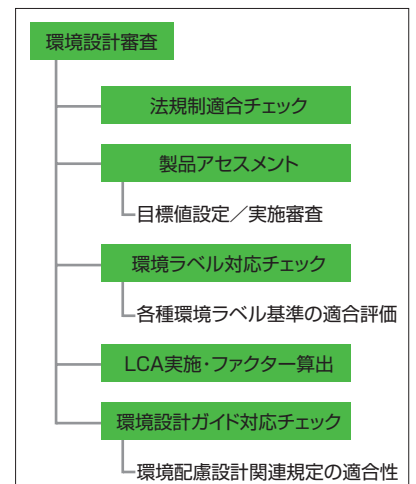 環境設計審査
法規制適合チェック
製品アセスメント
目標値設定／実施審査
環境ラベル対応チェック
各種環境ラベル基準の適合評価
LCA実施・ファクター算出
環境設計ガイド対応チェック
環境配慮設計関連規定の適合性